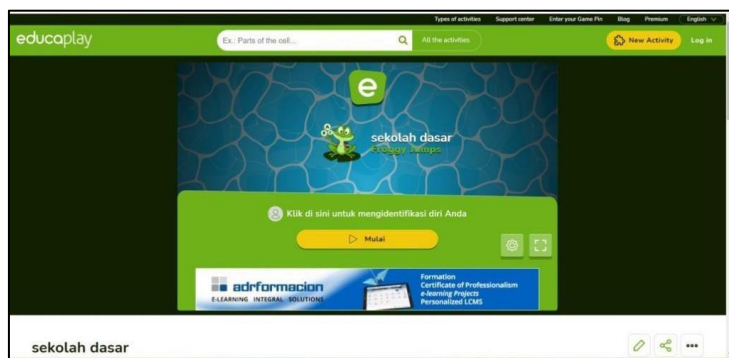 Types of activities Support center Enter your Game Pin Blog Premium English
educaplay Ex.: Parts of the cell... All the activities New Activity Log in
e
sekolah dasar
Froggy Jumps
Klik di sini untuk mengidentifikasi diri Anda
Mulai
adrformacion
E-LEARNING INTEGRAL SOLUTIONS
Formation
Certificate of Professionalism
e-learning Projects
Personalized LCMS
sekolah dasar